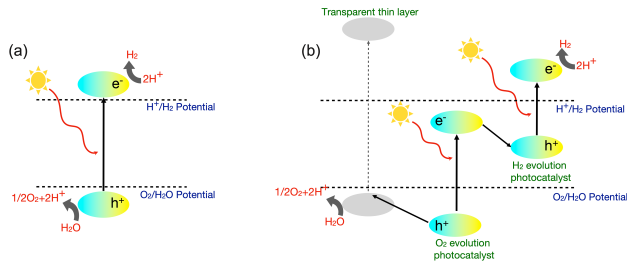 (a)
H₂
2H⁺
e⁻
H⁺/H₂ Potential
O₂/H₂O Potential
1/2O₂+2H⁺
h⁺
H₂O
(b)
Transparent thin layer
H₂
2H⁺
e⁻
H⁺/H₂ Potential
e⁻
h⁺
H₂ evolution
photocatalyst
O₂/H₂O Potential
1/2O₂+2H⁺
H₂O
h⁺
O₂ evolution
photocatalyst